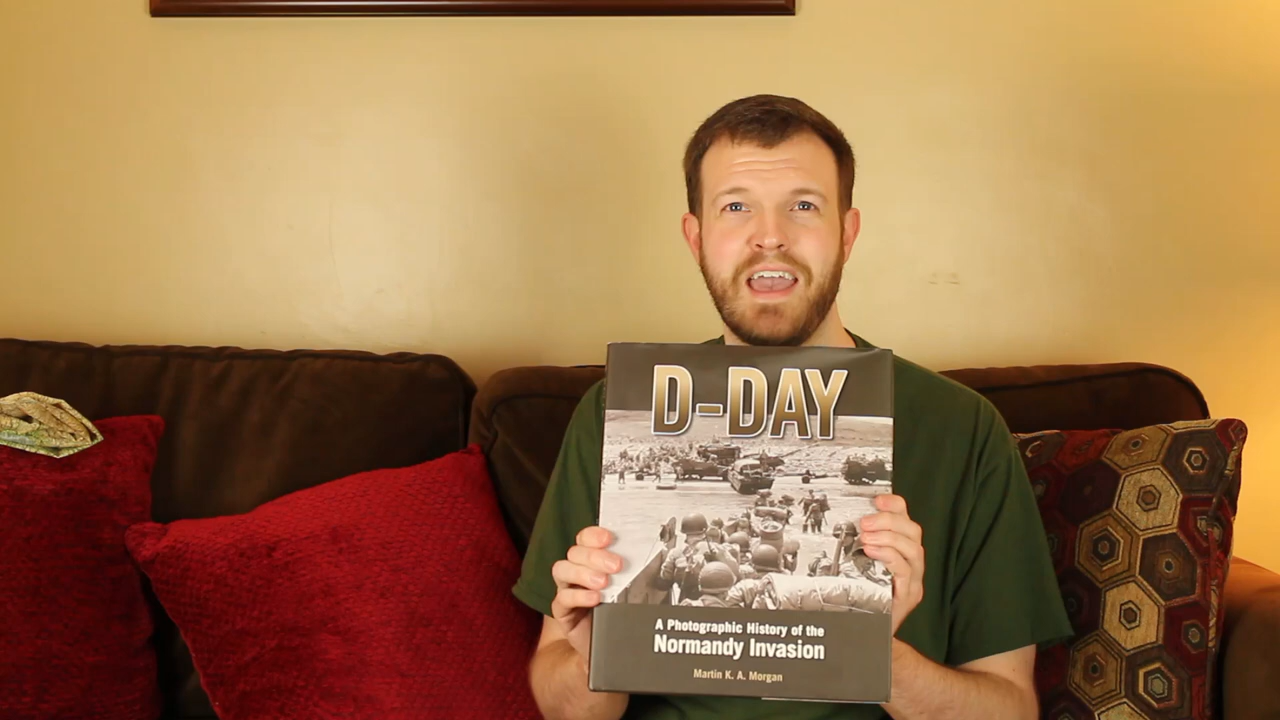 D-DAY
A Photographic History of the
Normandy Invasion
Martin K. A. Morgan